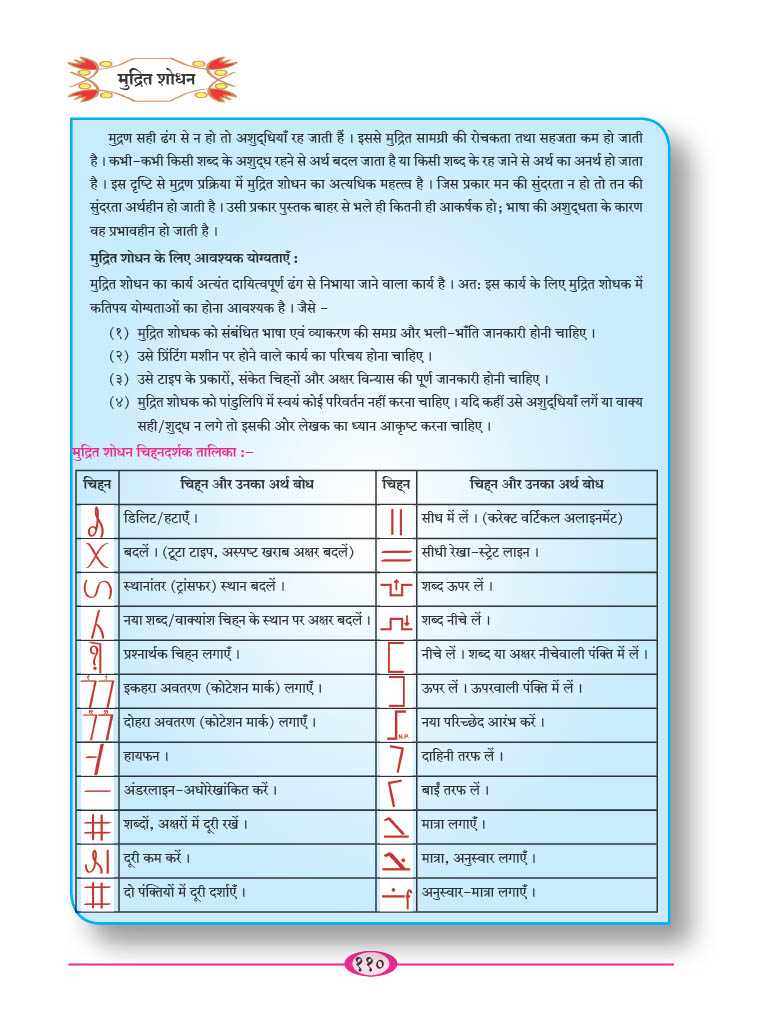 मुद्रित शोधन
मुद्रण सही ढंग से न हो तो अशुद्‌धियाँ रह जाती हैं । इससे मुद्रित सामग्री की रोचकता तथा सहजता कम हो जाती
है । कभी-कभी किसी शब्द के अशुद्‌ध रहने से अर्थ बदल जाता है या किसी शब्द के रह जाने से अर्थ का अनर्थ हो जाता
है । इस दृष्टि से मुद्रण प्रक्रिया में मुद्रित शोधन का अत्यधिक महत्त्व है । जिस प्रकार मन की सुंदरता न हो तो तन की
सुंदरता अर्थहीन हो जाती है । उसी प्रकार पुस्तक बाहर से भले ही कितनी ही आकर्षक हो; भाषा की अशुद्‌धता के कारण
वह प्रभावहीन हो जाती है ।
मुद्रित शोधन के लिए आवश्यक योग्यताएँ :
मुद्रित शोधन का कार्य अत्यंत दायित्वपूर्ण ढंग से निभाया जाने वाला कार्य है । अत: इस कार्य के लिए मुद्रित शोधक में
कतिपय योग्यताओं का होना आवश्यक है । जैसे -
(१) मुद्रित शोधक को संबंधित भाषा एवं व्याकरण की समग्र और भली-भाँति जानकारी होनी चाहिए ।
(२) उसे प्रिंटिंग मशीन पर होने वाले कार्य का परिचय होना चाहिए ।
(३) उसे टाइप के प्रकारों, संकेत चिह्‌नों और अक्षर विन्यास की पूर्ण जानकारी होनी चाहिए ।
(४) मुद्रित शोधक को पांडुलिपि में स्वयं कोई परिवर्तन नहीं करना चाहिए । यदि कहीं उसे अशुद्‌धियाँ लगें या वाक्य
सही/शुद्‌ध न लगे तो इसकी ओर लेखक का ध्यान आकृष्ट करना चाहिए ।
मुद्रित शोधन चिह्‌नदर्शक तालिका :-
चिह्‌न चिह्‌न और उनका अर्थ बोध चिह्‌न चिह्‌न और उनका अर्थ बोध
डिलिट/हटाएँ । सीध में लें । (करेक्ट वर्टिकल अलाइनमेंट)
बदलें । (टूटा टाइप, अस्पष्ट खराब अक्षर बदलें) सीधी रेखा-स्ट्रेट लाइन ।
स्थानांतर (ट्रांसफर) स्थान बदलें । शब्द ऊपर लें ।
नया शब्द/वाक्यांश चिह्‌न के स्थान पर अक्षर बदलें । शब्द नीचे लें ।
प्रश्नार्थक चिह्‌न लगाएँ । नीचे लें । शब्द या अक्षर नीचेवाली पंक्ति में लें ।
इकहरा अवतरण (कोटेशन मार्क) लगाएँ । ऊपर लें । ऊपरवाली पंक्ति में लें ।
दोहरा अवतरण (कोटेशन मार्क) लगाएँ । N.P. नया परिच्छेद आरंभ करें ।
हायफन । दाहिनी तरफ लें ।
अंडरलाइन-अधोरेखांकित करें । बाईं तरफ लें ।
शब्दों, अक्षरों में दूरी रखें । मात्रा लगाएँ ।
दूरी कम करें । मात्रा, अनुस्वार लगाएँ ।
दो पंक्तियों में दूरी दर्शाएँ । अनुस्वार-मात्रा लगाएँ ।
११०